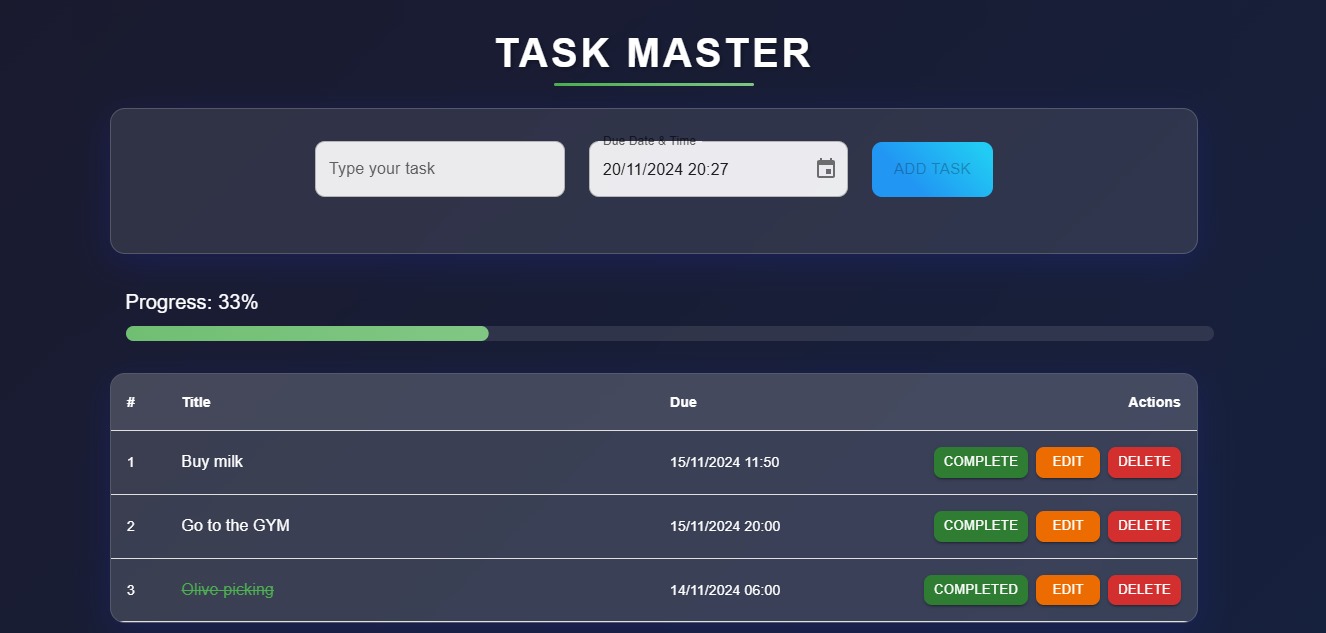 TASK MASTER
Due Date & Time
Type your task
20/11/2024 20:27
ADD TASK
Progress: 33%
# Title Due Actions
1 Buy milk 15/11/2024 11:50 COMPLETE EDIT DELETE
2 Go to the GYM 15/11/2024 20:00 COMPLETE EDIT DELETE
3 Olive picking 14/11/2024 06:00 COMPLETED EDIT DELETE